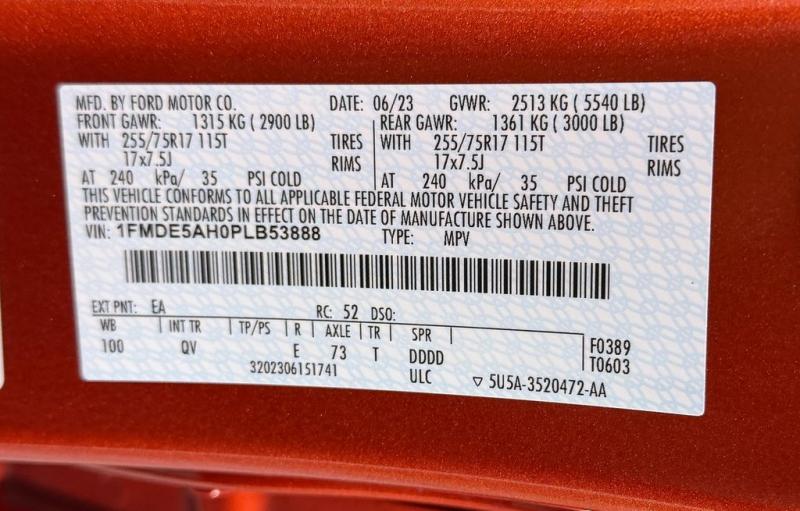 MFD. BY FORD MOTOR CO. DATE: 06/23 GVWR: 2513 KG ( 5540 LB)
FRONT GAWR: 1315 KG ( 2900 LB) REAR GAWR: 1361 KG ( 3000 LB)
WITH 255/75R17 115T TIRES WITH 255/75R17 115T TIRES
17x7.5J RIMS 17x7.5J RIMS
AT 240 kPa/ 35 PSI COLD AT 240 kPa/ 35 PSI COLD
THIS VEHICLE CONFORMS TO ALL APPLICABLE FEDERAL MOTOR VEHICLE SAFETY AND THEFT
PREVENTION STANDARDS IN EFFECT ON THE DATE OF MANUFACTURE SHOWN ABOVE.
VIN: 1FMDE5AH0PLB53888 TYPE: MPV
EXT PNT: EA RC: 52 DSO:
WB INT TR TP/PS R AXLE TR SPR F0389
100 QV E 73 T DDDD T0603
3202306151741 ULC ▽ 5U5A-3520472-AA